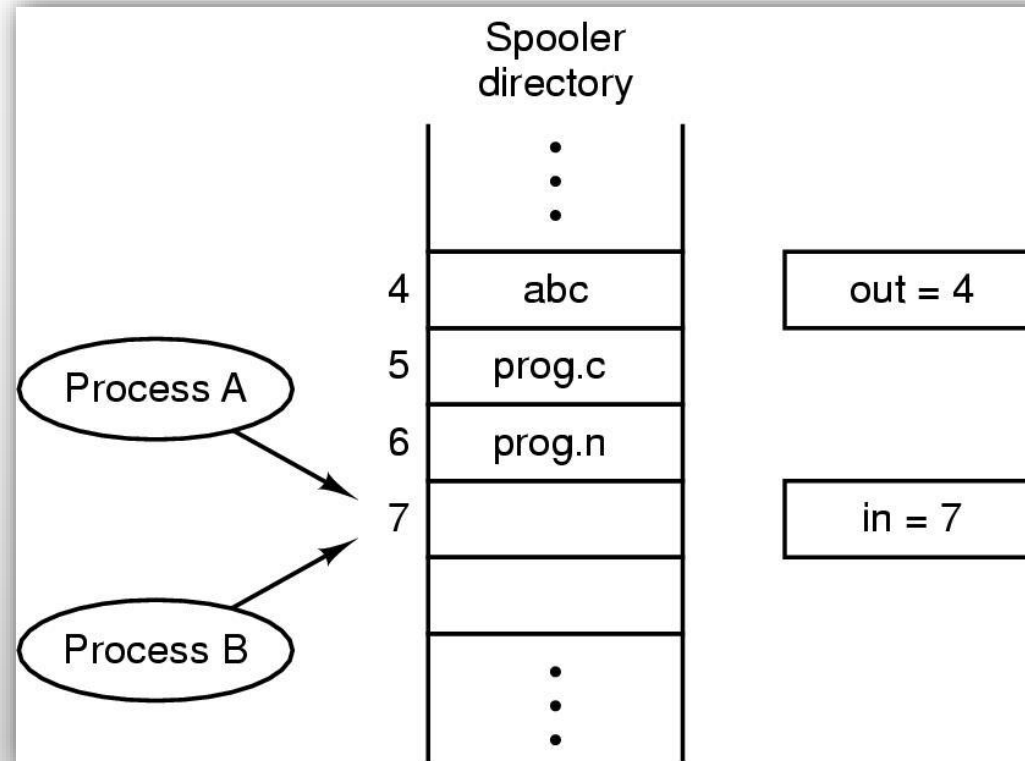 Spooler
directory
4 abc out = 4
5 prog.c
Process A
6 prog.n
7 in = 7
Process B